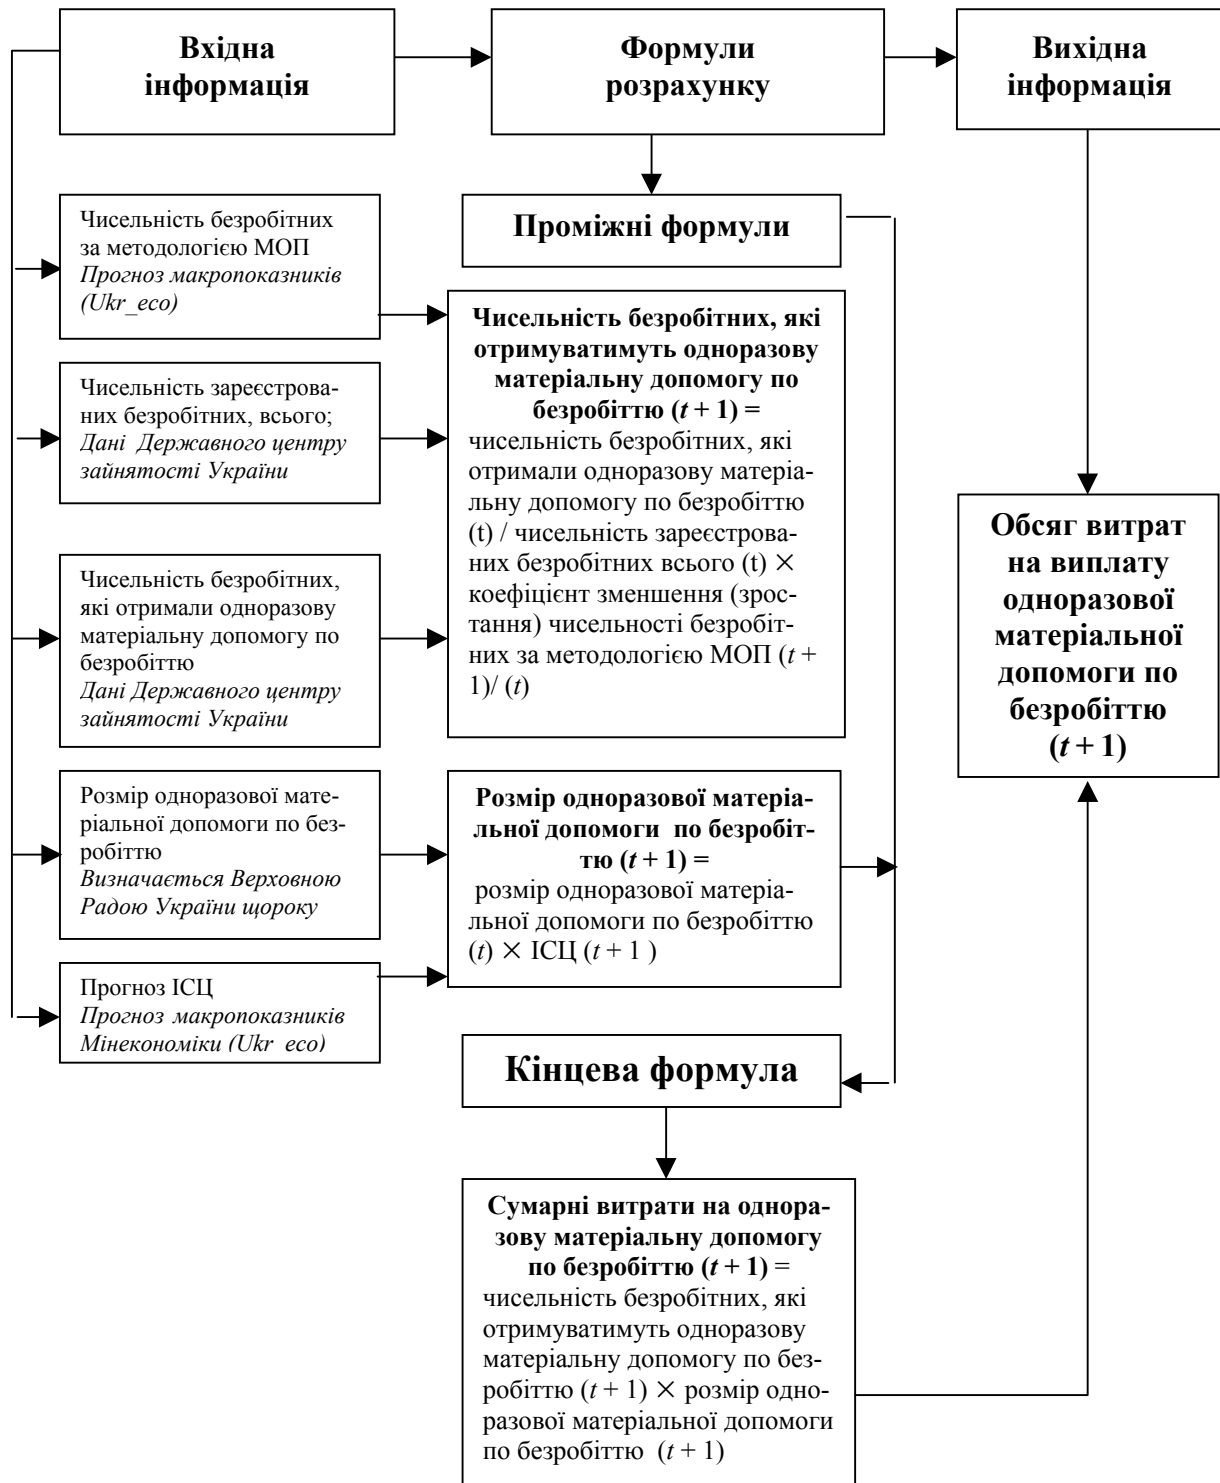 Вхідна
інформація
Формули
розрахунку
Вихідна
інформація
Чисельність безробітних
за методологією МОП
Прогноз макропоказників
(Ukr_eco)
Чисельність зареєстрова-
них безробітних, всього;
Дані Державного центру
зайнятості України
Чисельність безробітних,
які отримали одноразову
матеріальну допомогу по
безробіттю
Дані Державного центру
зайнятості України
Розмір одноразової мате-
ріальної допомоги по без-
робіттю
Визначається Верховною
Радою України щороку
Прогноз ІСЦ
Прогноз макропоказників
Мінекономіки (Ukr_eco)
Проміжні формули
Чисельність безробітних, які
отримуватимуть одноразову
матеріальну допомогу по
безробіттю (t + 1) =
чисельність безробітних, які
отримали одноразову матері-
альну допомогу по безробіттю
(t) / чисельність зареєстрова-
них безробітних всього (t) ×
коефіцієнт зменшення (зрос-
тання) чисельності безробіт-
них за методологією МОП (t +
1)/ (t)
Розмір одноразової матеріа-
льної допомоги по безробіт-
тю (t + 1) =
розмір одноразової матеріа-
льної допомоги по безробіттю
(t) × ІСЦ (t + 1 )
Кінцева формула
Сумарні витрати на однора-
зову матеріальну допомогу
по безробіттю (t + 1) =
чисельність безробітних, які
отримуватимуть одноразову
матеріальну допомогу по без-
робіттю (t + 1) × розмір одно-
разової матеріальної допомоги
по безробіттю (t + 1)
Обсяг витрат
на виплату
одноразової
матеріальної
допомоги по
безробіттю
(t + 1)